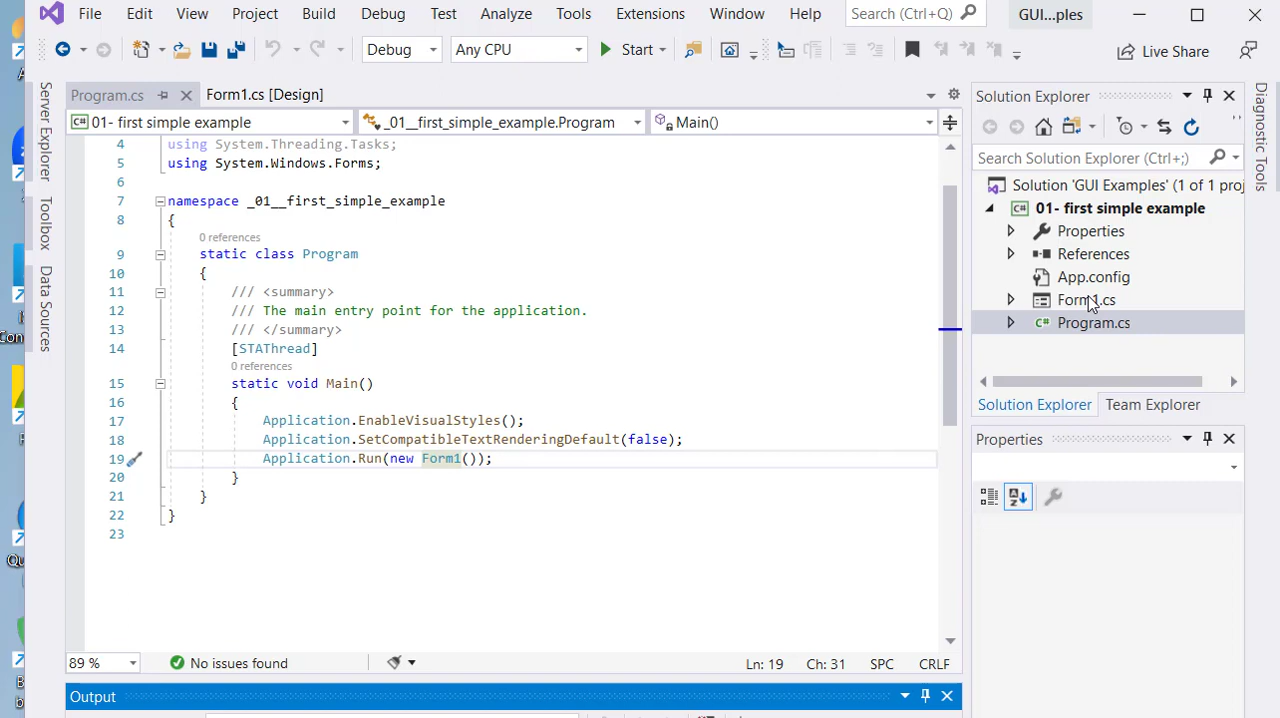 File Edit View Project Build Debug Test Analyze Tools Extensions Window Help Search (Ctrl+Q) GUI...ples
Debug Any CPU Start Live Share
Program.cs Form1.cs [Design]
01- first simple example _01__first_simple_example.Program Main()
4 using System.Threading.Tasks;
5 using System.Windows.Forms;
6
7 namespace _01__first_simple_example
8 {
0 references
9 static class Program
10 {
11 /// <summary>
12 /// The main entry point for the application.
13 /// </summary>
14 [STAThread]
0 references
15 static void Main()
16 {
17 Application.EnableVisualStyles();
18 Application.SetCompatibleTextRenderingDefault(false);
19 Application.Run(new Form1());
20 }
21 }
22 }
23
89 % No issues found Ln: 19 Ch: 31 SPC CRLF
Output
Server Explorer
Toolbox
Data Sources
Solution Explorer
Search Solution Explorer (Ctrl+;)
Solution 'GUI Examples' (1 of 1 proj
01- first simple example
Properties
References
App.config
Form1.cs
Program.cs
Solution Explorer Team Explorer
Properties
Diagnostic Tools